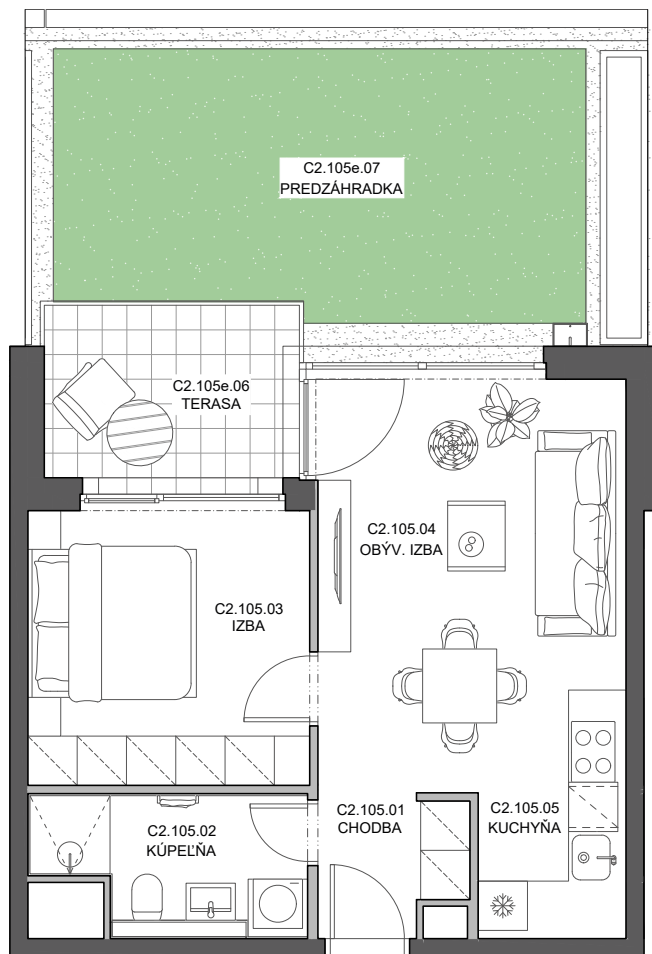 C2.105e.07
PREDZÁHRADKA
C2.105e.06
TERASA
C2.105.04
OBÝV. IZBA
C2.105.03
IZBA
C2.105.01
CHODBA
C2.105.05
KUCHYŇA
C2.105.02
KÚPEĽŇA